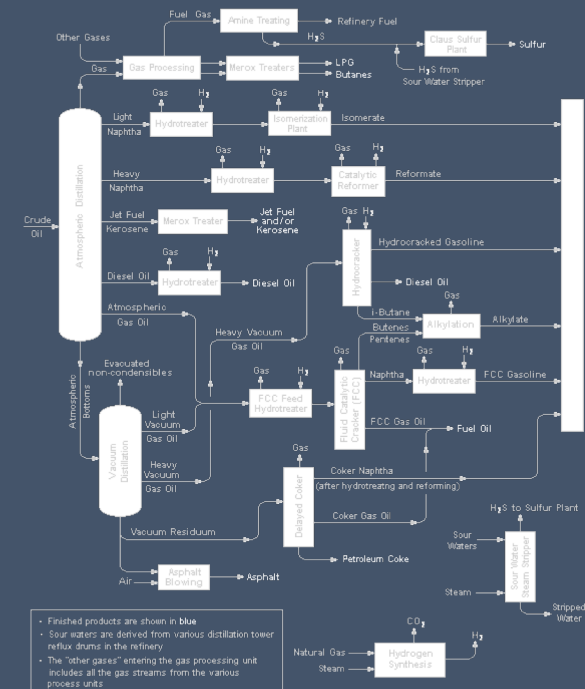 Fuel Gas
Amine Treating
Refinery Fuel
Other Gases
H₂S
Claus Sulfur
Plant
Sulfur
Gas
Gas Processing
Merox Treaters
LPG
Butanes
H₂S from
Sour Water Stripper
Gas
H₂
Gas
H₂
Light
Naphtha
Hydrotreater
Isomerization
Plant
Isomerate
Gas
H₂
Gas
H₂
Heavy
Naphtha
Hydrotreater
Catalytic
Reformer
Reformate
Atmospheric Distillation
Crude
Oil
Jet Fuel
Kerosene
Merox Treater
Jet Fuel
and/or
Kerosene
Gas
H₂
Hydrocracker
Hydrocracked Gasoline
Gas
H₂
Diesel Oil
Hydrotreater
Diesel Oil
Diesel Oil
Atmospheric
Gas Oil
i-Butane
Gas
Butenes
Pentenes
Alkylation
Alkylate
Heavy Vacuum
Gas Oil
Atmospheric
Bottoms
Evacuated
non-condensibles
Gas
H₂
FCC Feed
Hydrotreater
Gas
Fluid Catalytic
Cracker (FCC)
Naphtha
Gas
H₂
Hydrotreater
FCC Gasoline
Vacuum
Distillation
Light
Vacuum
Gas Oil
FCC Gas Oil
Fuel Oil
Heavy
Vacuum
Gas Oil
Gas
Delayed Coker
Coker Naphtha
(after hydrotreatng and reforming)
Coker Gas Oil
Vacuum Residuum
Petroleum Coke
Air
Asphalt
Blowing
Asphalt
H₂S to Sulfur Plant
Sour
Waters
Sour Water
Steam Stripper
Steam
Stripped
Water
• Finished products are shown in blue
• Sour waters are derived from various distillation tower
reflux drums in the refinery
• The "other gases" entering the gas processing unit
includes all the gas streams from the various
process units
CO₂
H₂
Natural Gas
Steam
Hydrogen
Synthesis